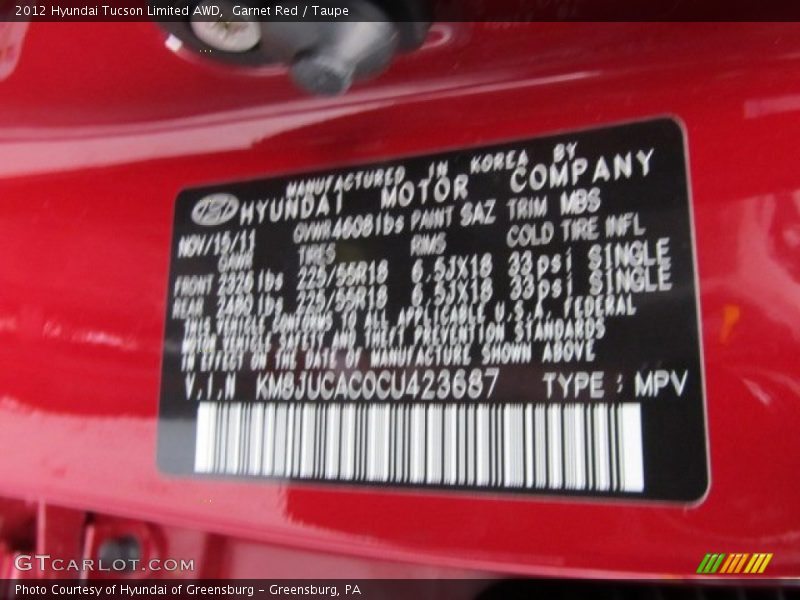 2012 Hyundai Tucson Limited AWD, Garnet Red / Taupe
MANUFACTURED IN KOREA BY
HYUNDAI MOTOR COMPANY
NOV/15/11 GVWR 4608lbs PAINT SAZ TRIM MBS
GAWR TIRES RIMS COLD TIRE INFL
FRONT 2326 lbs 225/55R18 6.5JX18 33psi SINGLE
REAR 2480 lbs 225/55R18 6.5JX18 33psi SINGLE
THIS VEHICLE CONFORMS TO ALL APPLICABLE U.S.A. FEDERAL
MOTOR VEHICLE SAFETY AND THEFT PREVENTION STANDARDS
IN EFFECT ON THE DATE OF MANUFACTURE SHOWN ABOVE
V.I.N KM8JUCAC0CU423687 TYPE : MPV
GTCARLOT.COM
Photo Courtesy of Hyundai of Greensburg - Greensburg, PA